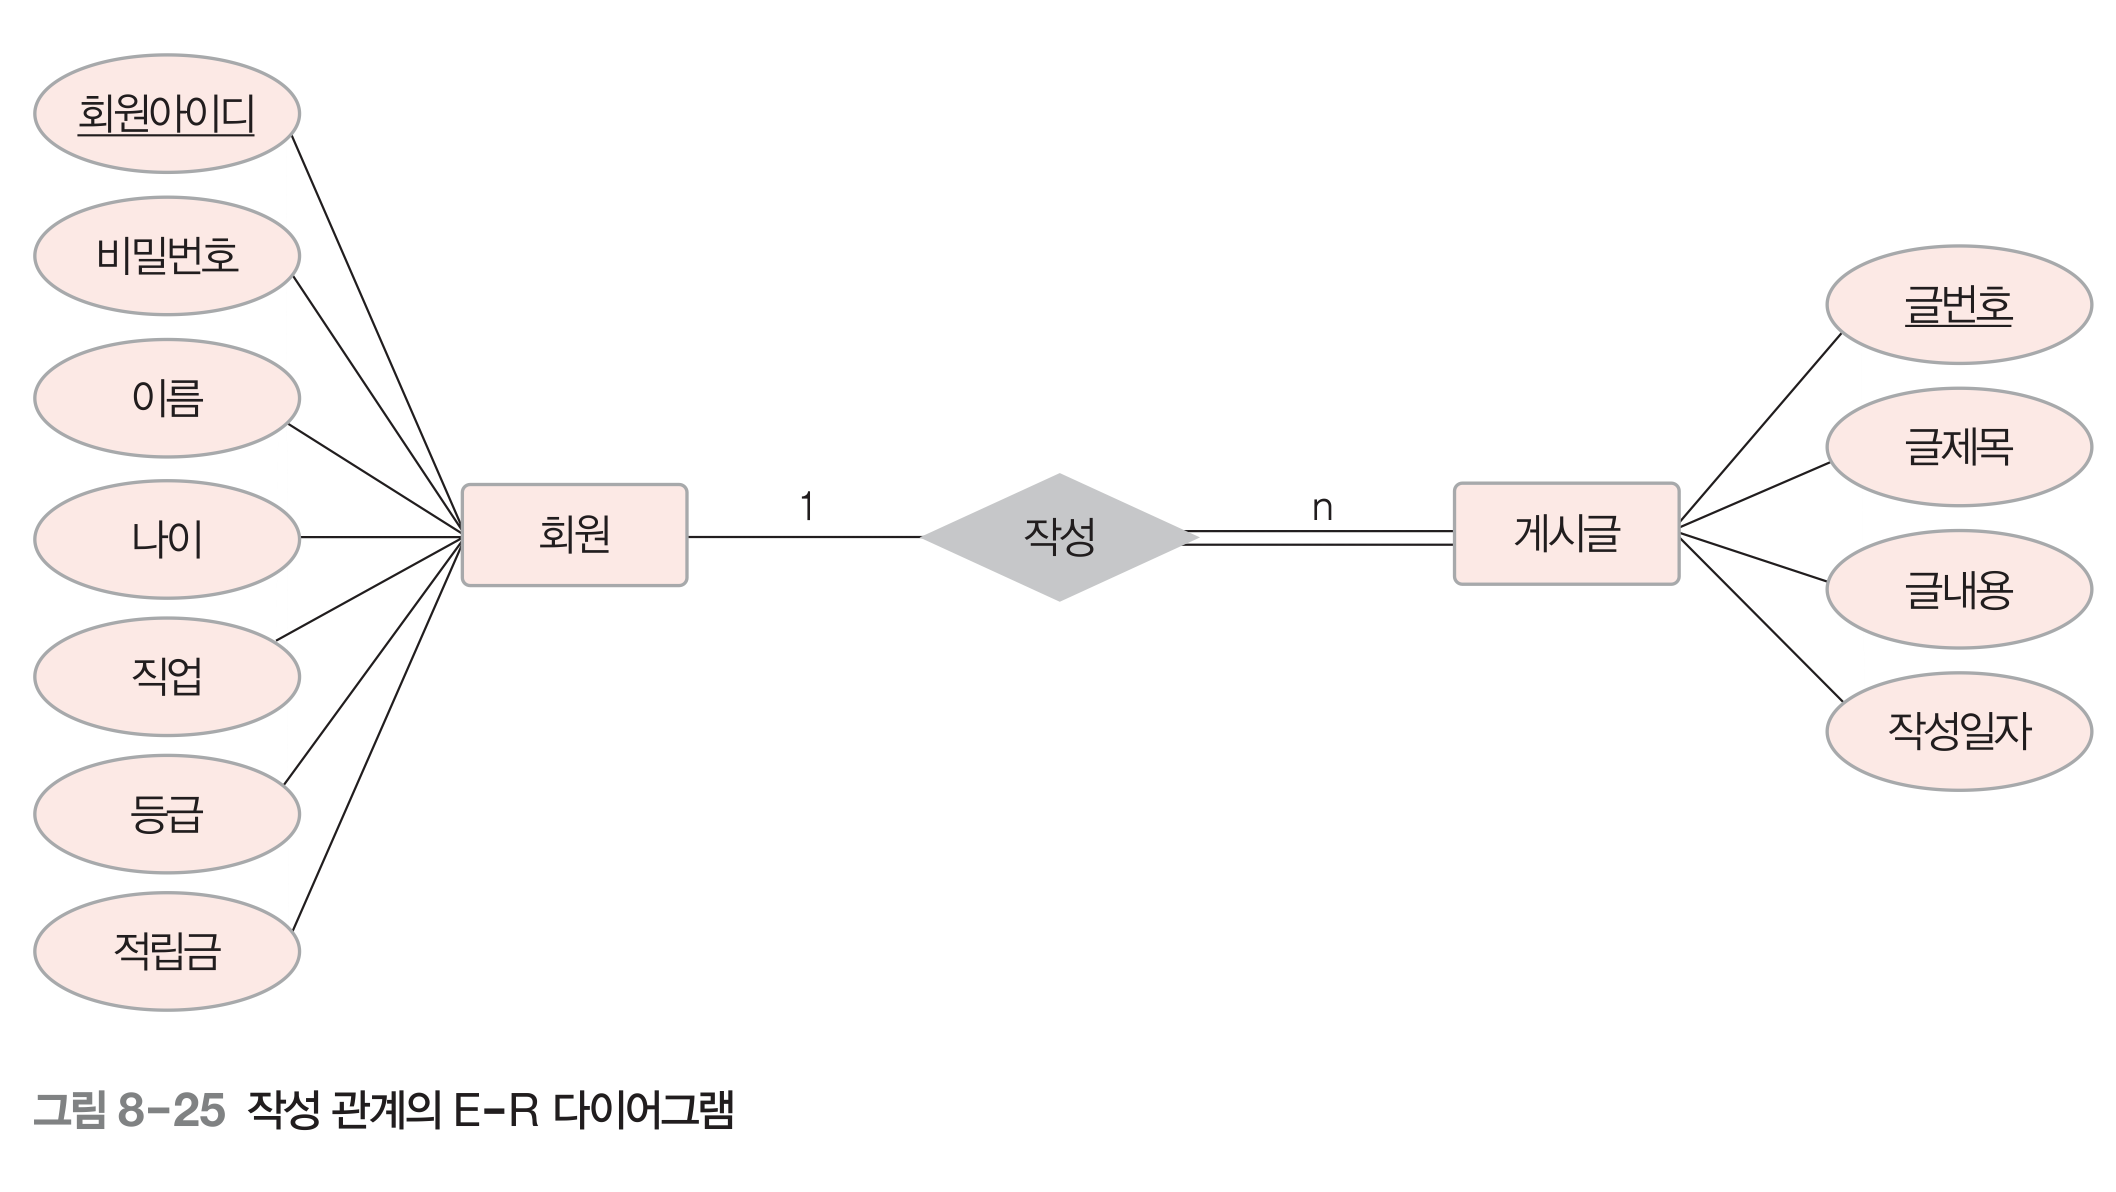 회원아이디
비밀번호
이름
나이
직업
등급
적립금
회원
1
작성
n
게시글
글번호
글제목
글내용
작성일자
그림 8-25 작성 관계의 E-R 다이어그램